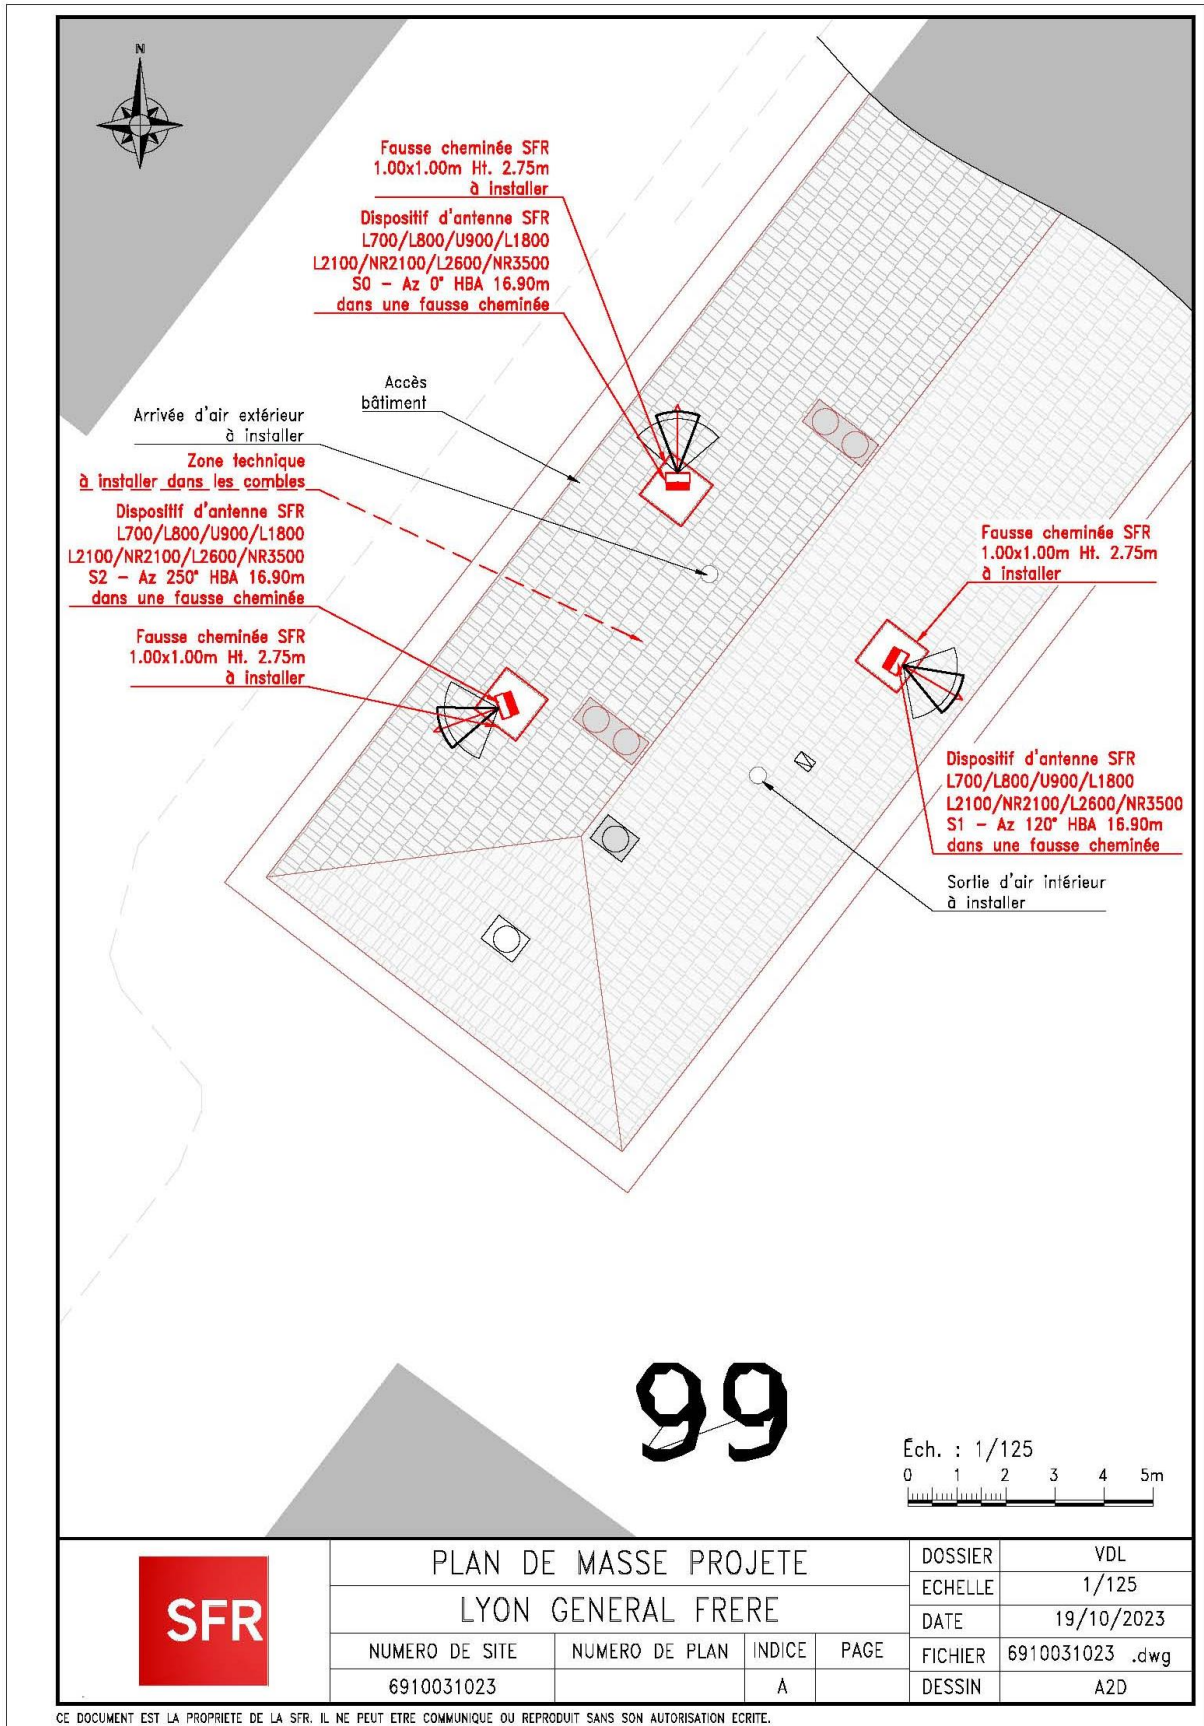 N
Fausse cheminée SFR
1.00x1.00m Ht. 2.75m
à installer
Dispositif d'antenne SFR
L700/L800/U900/L1800
L2100/NR2100/L2600/NR3500
S0 - Az 0° HBA 16.90m
dans une fausse cheminée
Accès
bâtiment
Arrivée d'air extérieur
à installer
Zone technique
à installer dans les combles
Dispositif d'antenne SFR
L700/L800/U900/L1800
L2100/NR2100/L2600/NR3500
S2 - Az 250° HBA 16.90m
dans une fausse cheminée
Fausse cheminée SFR
1.00x1.00m Ht. 2.75m
à installer
Fausse cheminée SFR
1.00x1.00m Ht. 2.75m
à installer
Dispositif d'antenne SFR
L700/L800/U900/L1800
L2100/NR2100/L2600/NR3500
S1 - Az 120° HBA 16.90m
dans une fausse cheminée
Sortie d'air intérieur
à installer
99
Éch. : 1/125
0 1 2 3 4 5m
SFR
PLAN DE MASSE PROJETE
LYON GENERAL FRERE
NUMERO DE SITE NUMERO DE PLAN INDICE PAGE
6910031023 A
DOSSIER VDL
ECHELLE 1/125
DATE 19/10/2023
FICHIER 6910031023 .dwg
DESSIN A2D
CE DOCUMENT EST LA PROPRIETE DE LA SFR. IL NE PEUT ETRE COMMUNIQUE OU REPRODUIT SANS SON AUTORISATION ECRITE.